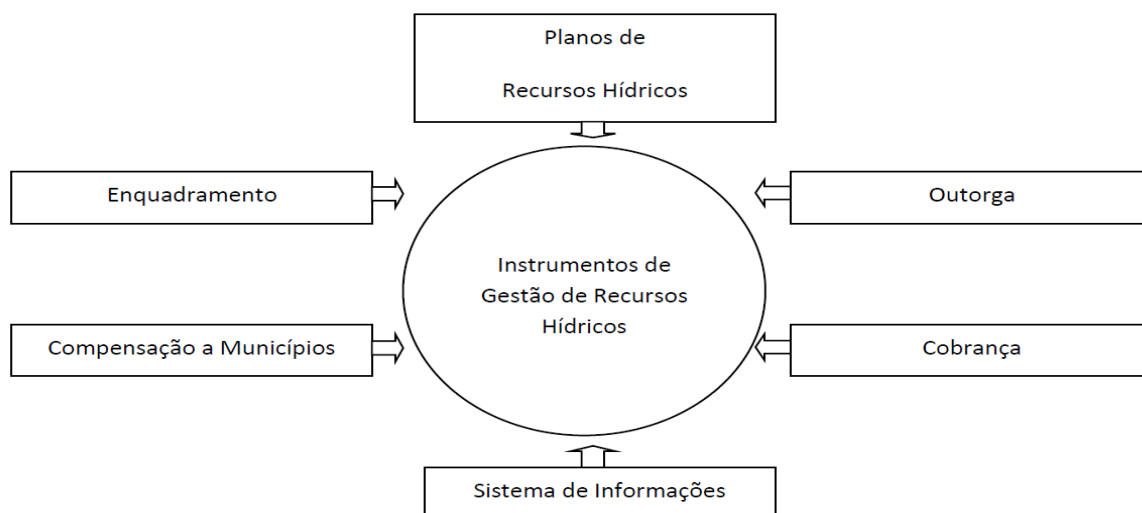 Planos de
Recursos Hídricos
Enquadramento
Outorga
Instrumentos de
Gestão de Recursos
Hídricos
Compensação a Municípios
Cobrança
Sistema de Informações